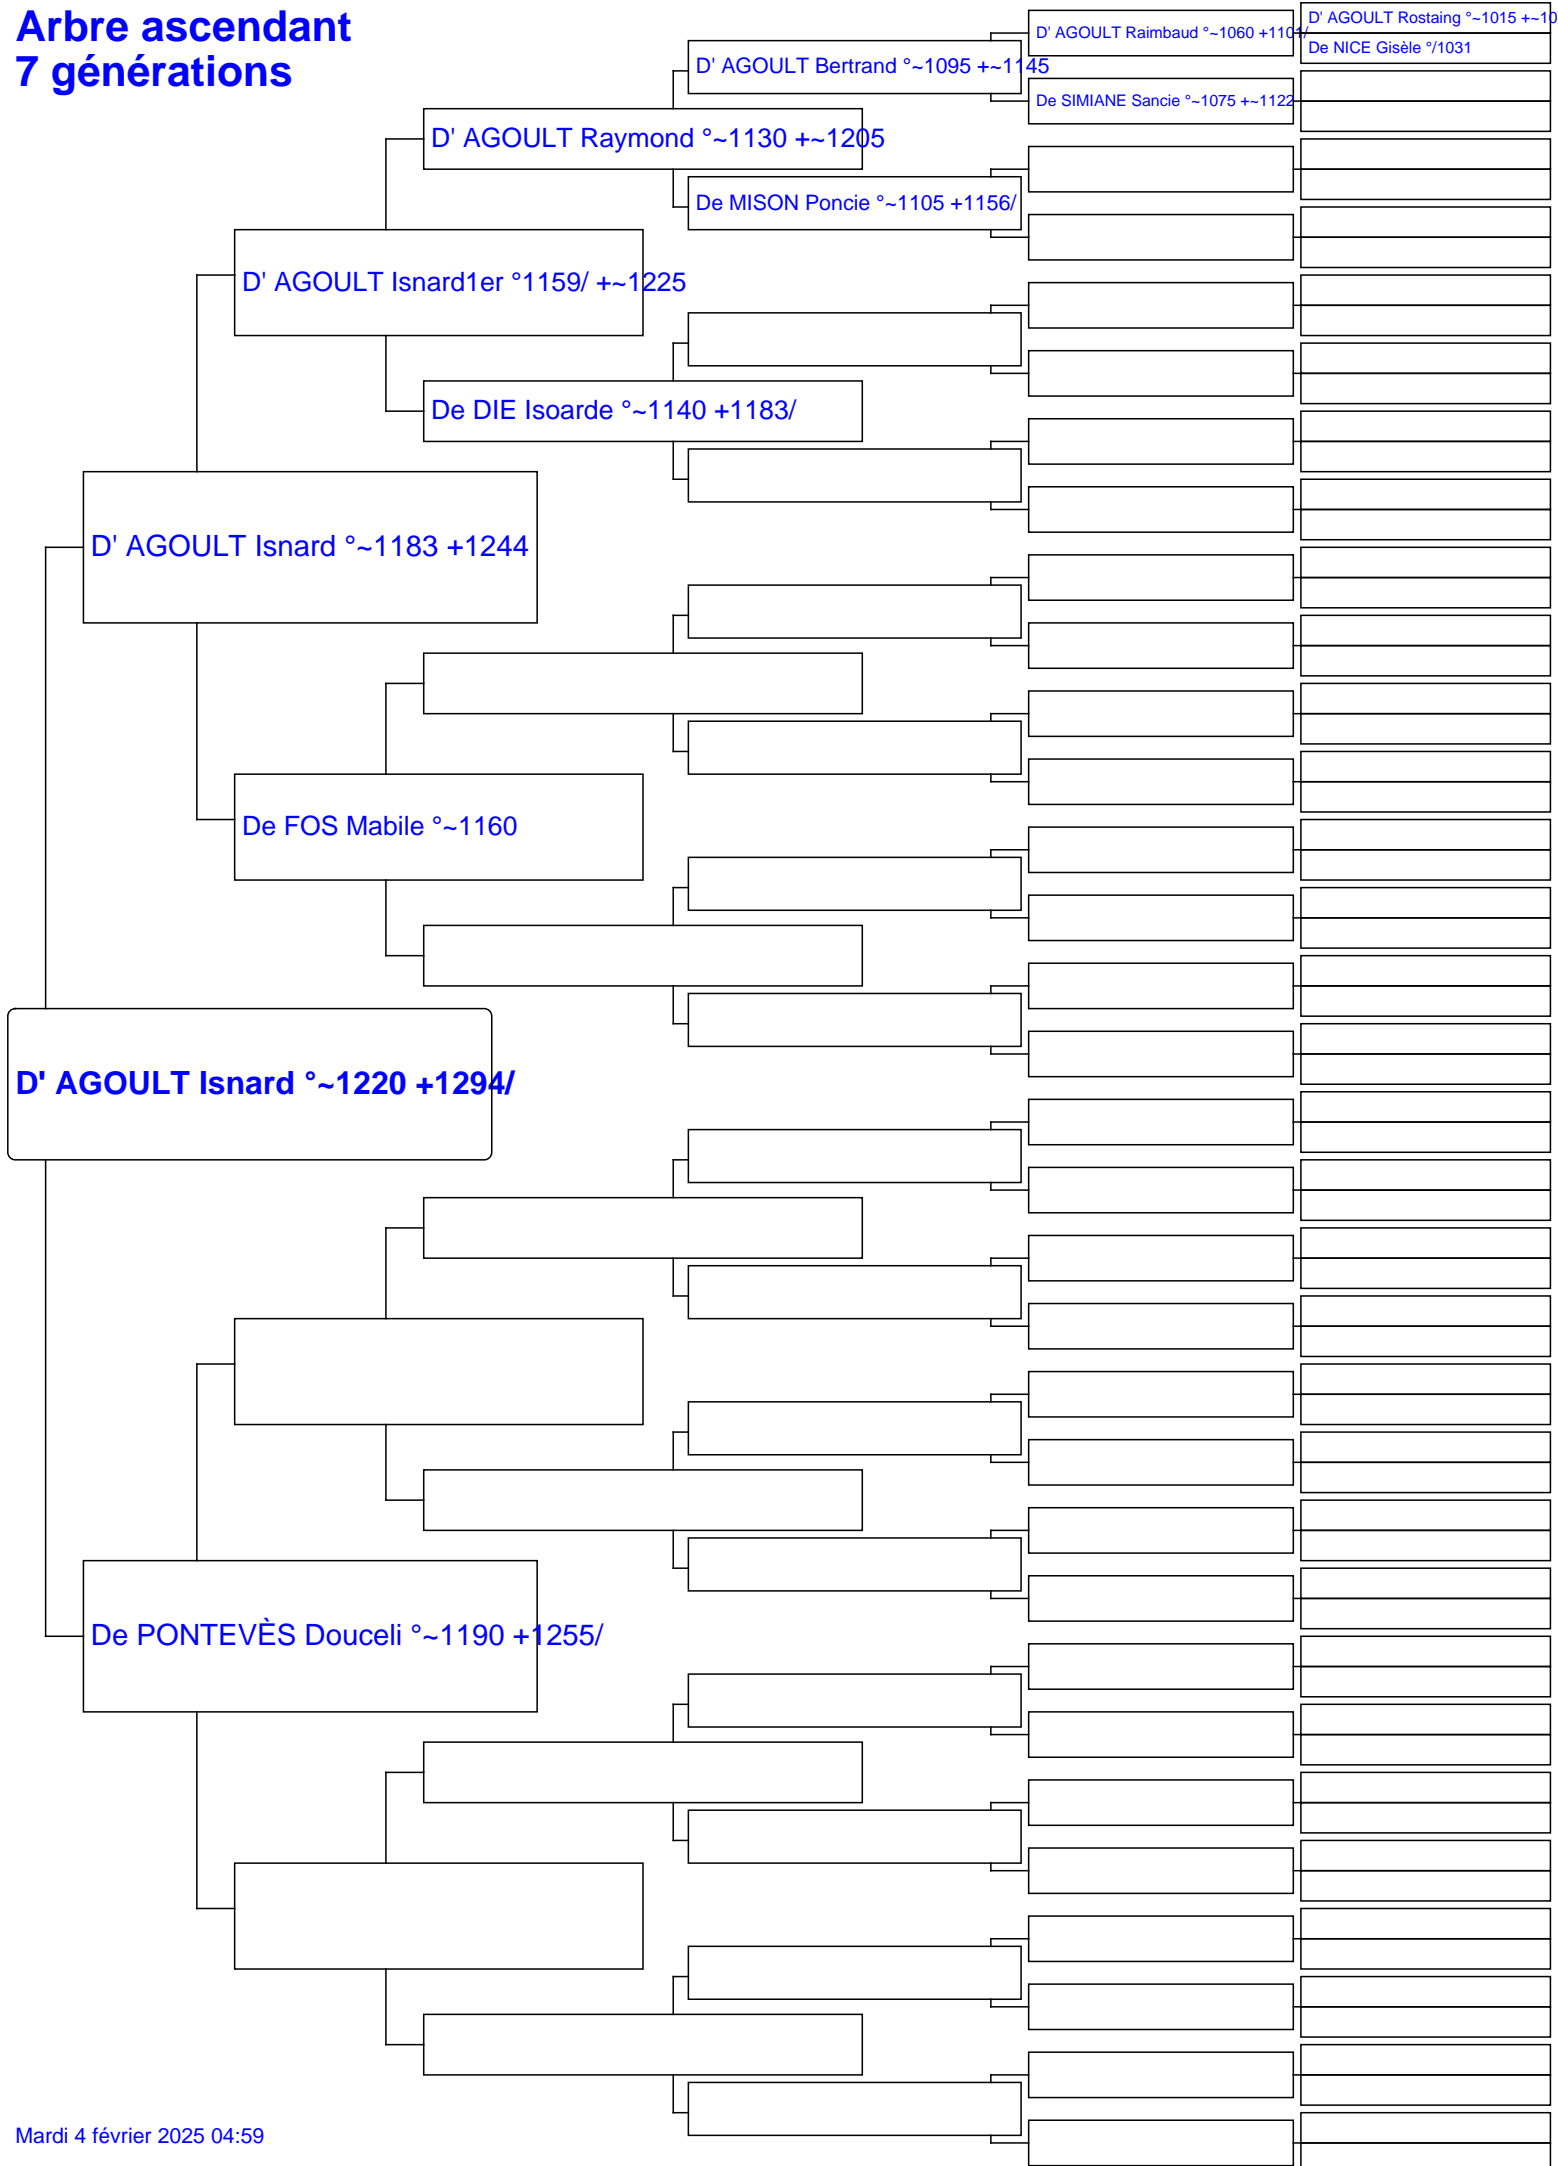 Arbre ascendant
7 générations
D' AGOULT Rostaing °~1015 +~10
D' AGOULT Raimbaud °~1060 +1101/
De NICE Gisèle °/1031
D' AGOULT Bertrand °~1095 +~1145
De SIMIANE Sancie °~1075 +~1122
D' AGOULT Raymond °~1130 +~1205
De MISON Poncie °~1105 +1156/
D' AGOULT Isnard1er °1159/ +~1225
De DIE Isoarde °~1140 +1183/
D' AGOULT Isnard °~1183 +1244
De FOS Mabile °~1160
D' AGOULT Isnard °~1220 +1294/
De PONTEVÈS Douceli °~1190 +1255/
Mardi 4 février 2025 04:59